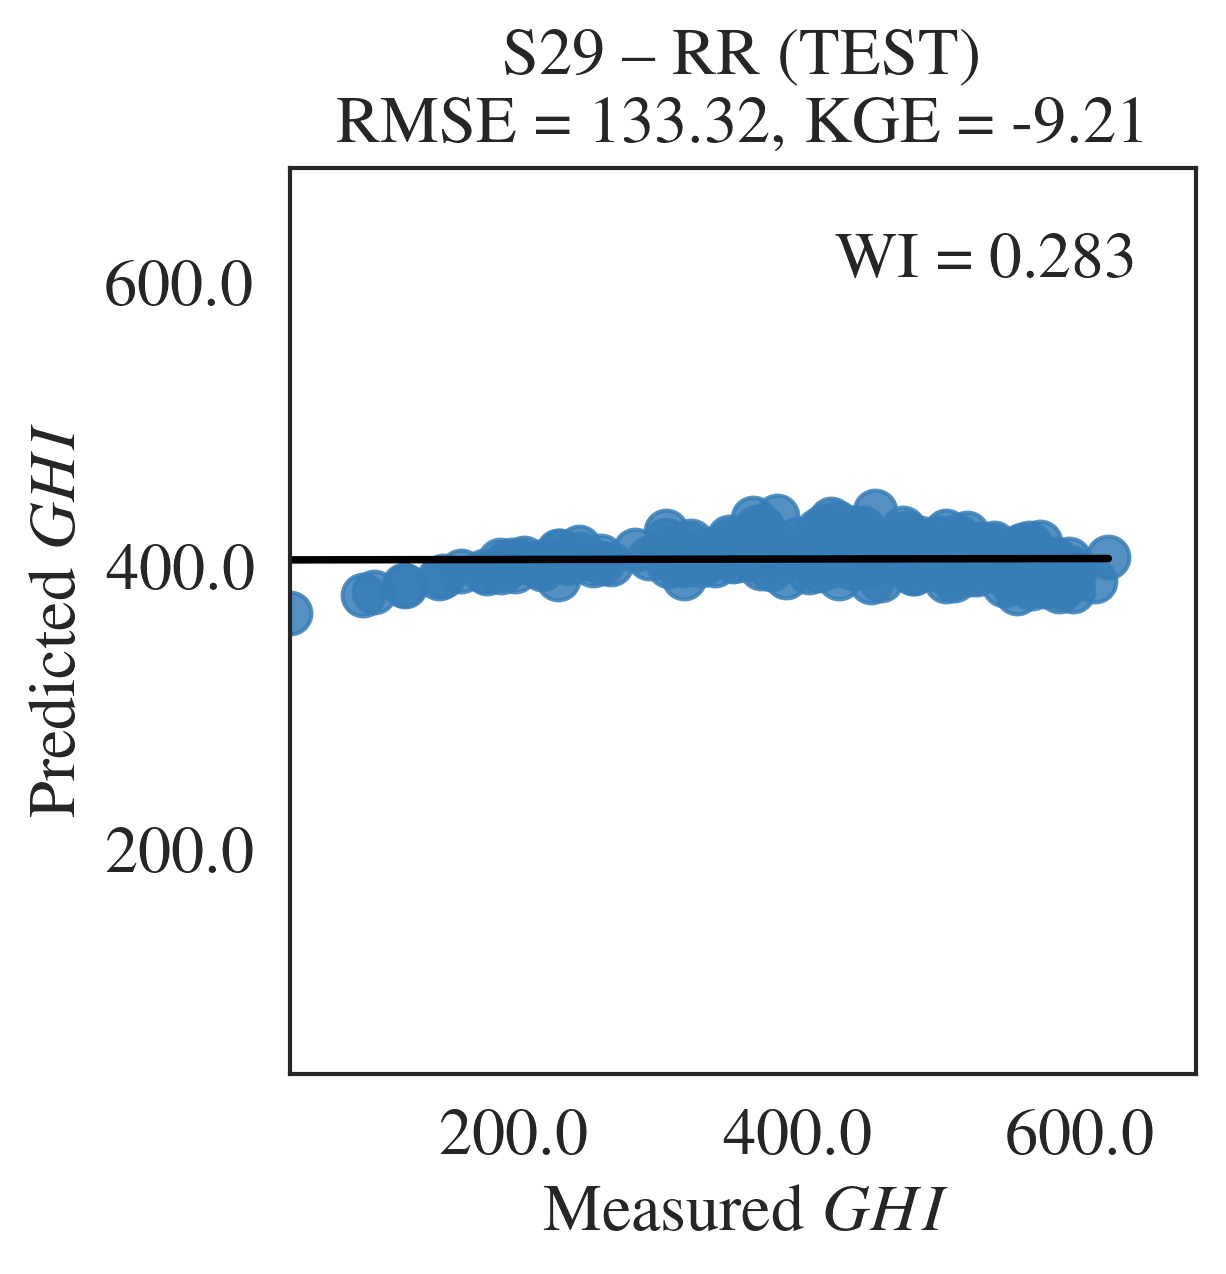 S29 – RR (TEST)
RMSE = 133.32, KGE = -9.21
WI = 0.283
600.0
400.0
200.0
Predicted GHI
200.0 400.0 600.0
Measured GHI